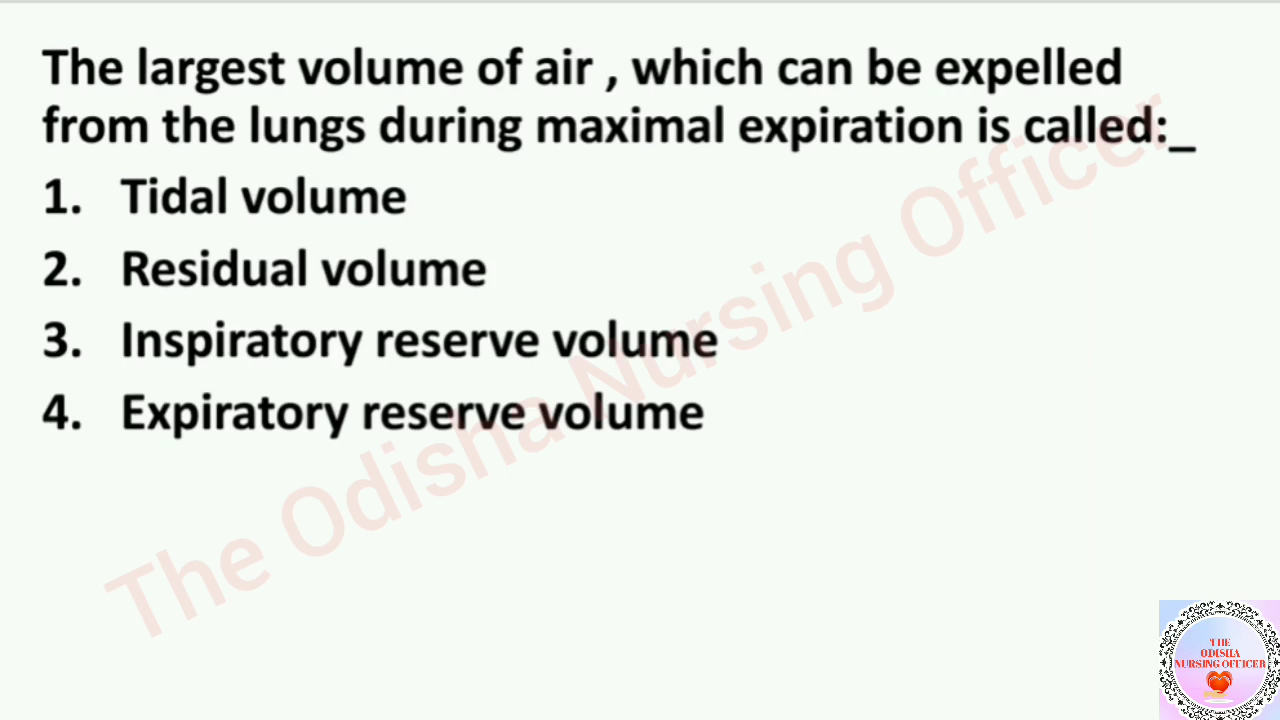 The largest volume of air , which can be expelled
from the lungs during maximal expiration is called:_
1. Tidal volume
2. Residual volume
3. Inspiratory reserve volume
4. Expiratory reserve volume
The Odisha Nursing Officer
THE
ODISHA
NURSING OFFICER